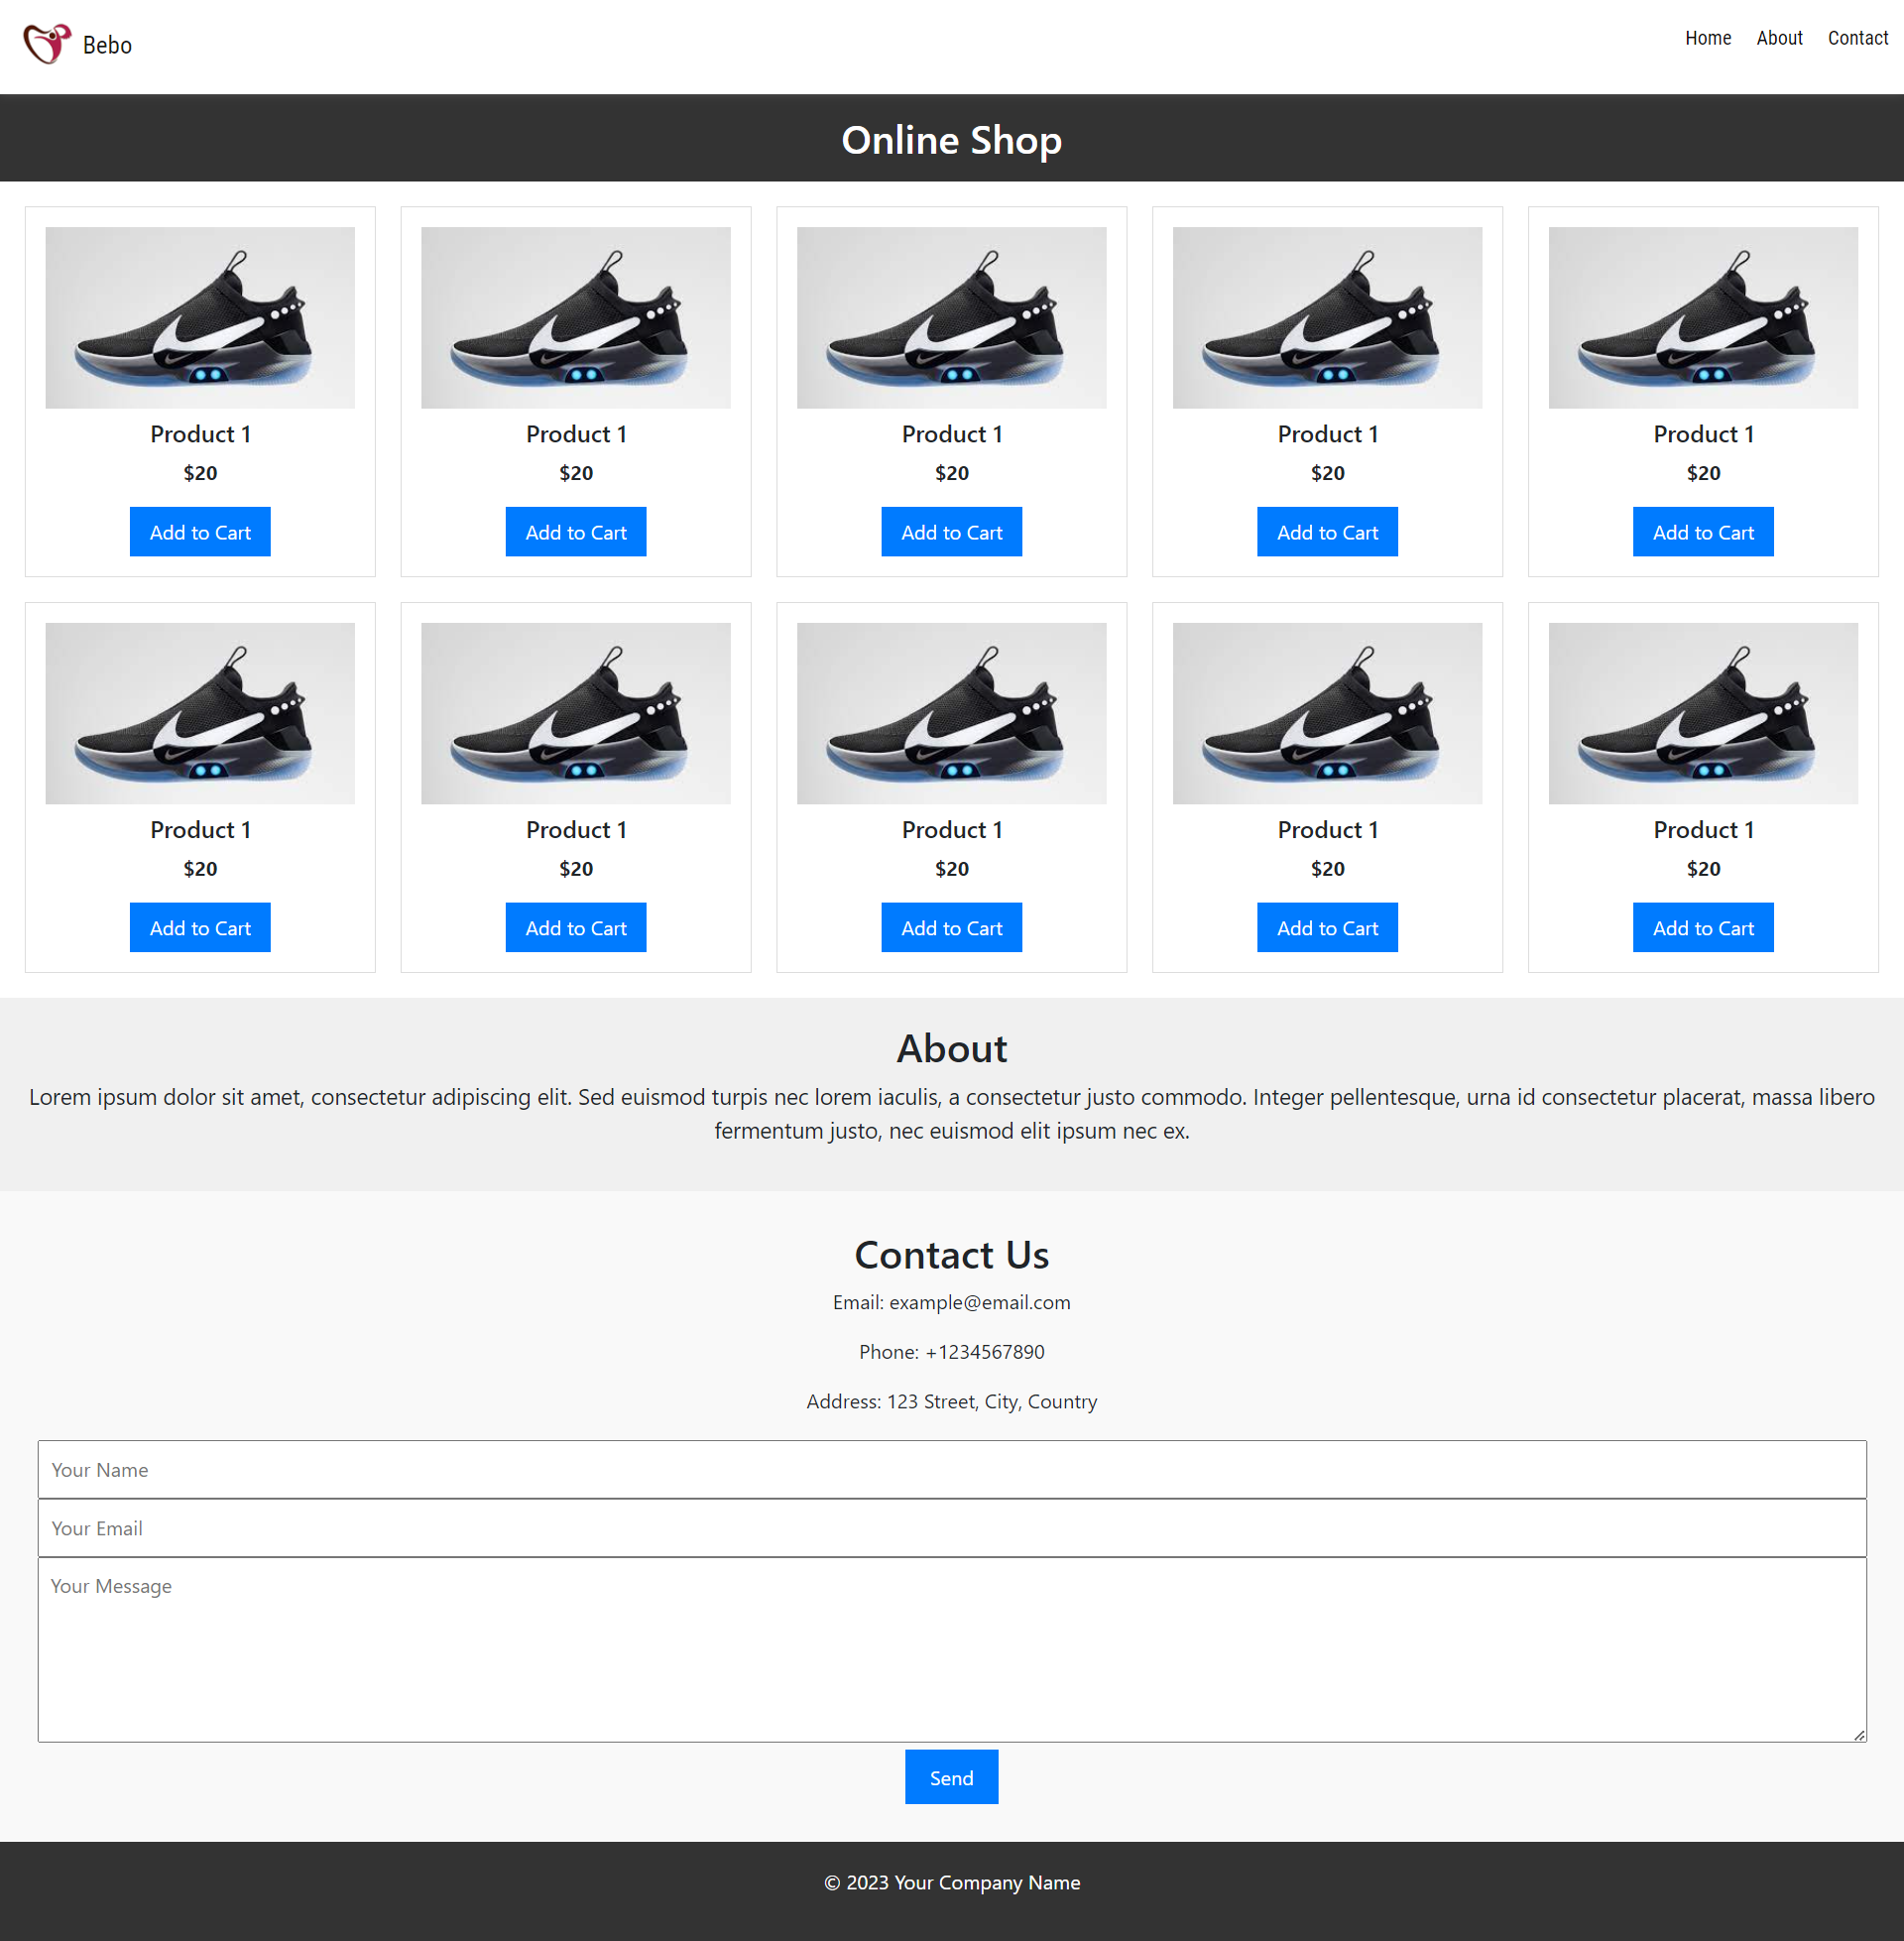 Bebo
Home About Contact
Online Shop
Product 1 Product 1 Product 1 Product 1 Product 1
$20 $20 $20 $20 $20
Add to Cart Add to Cart Add to Cart Add to Cart Add to Cart
Product 1 Product 1 Product 1 Product 1 Product 1
$20 $20 $20 $20 $20
Add to Cart Add to Cart Add to Cart Add to Cart Add to Cart
About
Lorem ipsum dolor sit amet, consectetur adipiscing elit. Sed euismod turpis nec lorem iaculis, a consectetur justo commodo. Integer pellentesque, urna id consectetur placerat, massa libero
fermentum justo, nec euismod elit ipsum nec ex.
Contact Us
Email: example@email.com
Phone: +1234567890
Address: 123 Street, City, Country
Your Name
Your Email
Your Message
Send
© 2023 Your Company Name